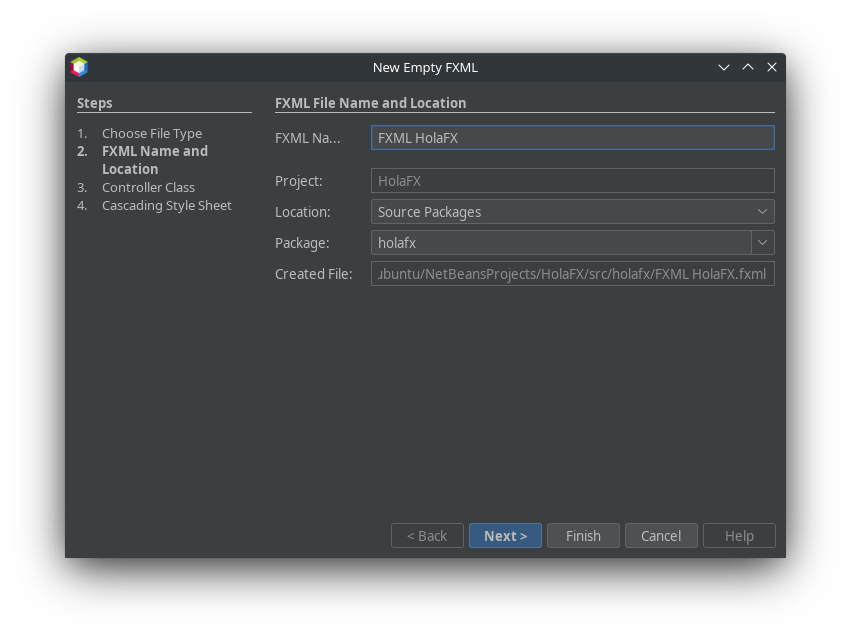 New Empty FXML
Steps
1. Choose File Type
2. FXML Name and
Location
3. Controller Class
4. Cascading Style Sheet
FXML File Name and Location
FXML Na... FXML HolaFX
Project: HolaFX
Location: Source Packages
Package: holafx
Created File: ubuntu/NetBeansProjects/HolaFX/src/holafx/FXML HolaFX.fxml
< Back Next > Finish Cancel Help